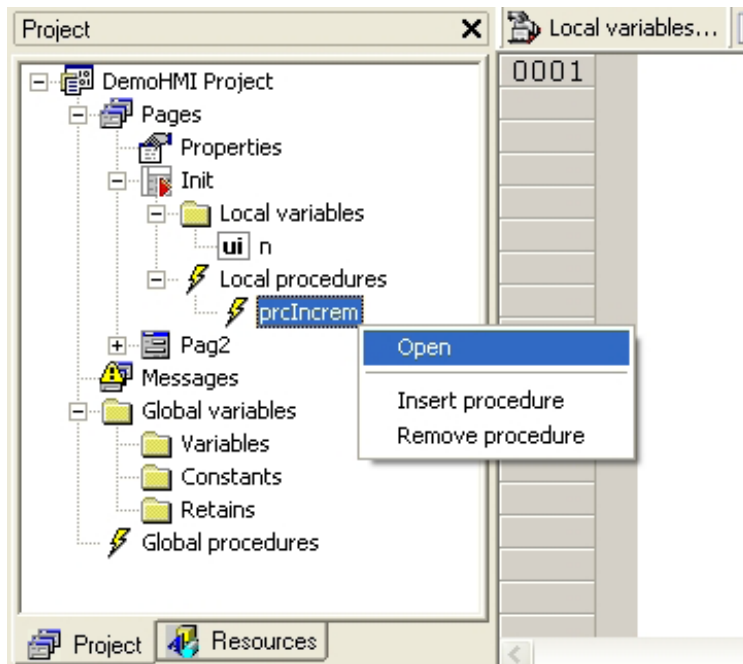 Project
Local variables...
0001
DemoHMI Project
Pages
Properties
Init
Local variables
ui n
Local procedures
prcIncrem
Open
Pag2
Insert procedure
Messages
Remove procedure
Global variables
Variables
Constants
Retains
Global procedures
Project
Resources